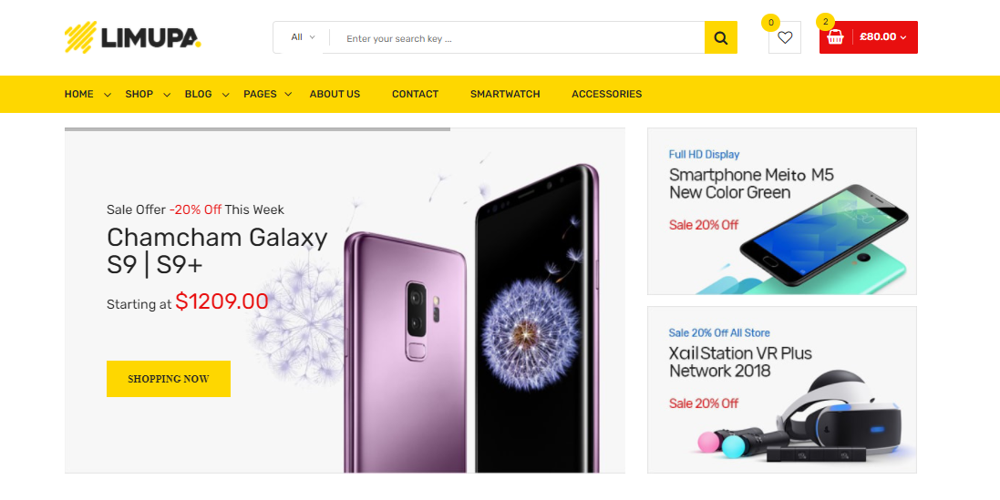 LIMUPA.
All
Enter your search key ...
0
2
£80.00
HOME
SHOP
BLOG
PAGES
ABOUT US
CONTACT
SMARTWATCH
ACCESSORIES
Sale Offer -20% Off This Week
Chamcham Galaxy
S9 | S9+
Starting at $1209.00
SHOPPING NOW
Full HD Display
Smartphone Meito M5
New Color Green
Sale 20% Off
Sale 20% Off All Store
Xail Station VR Plus
Network 2018
Sale 20% Off